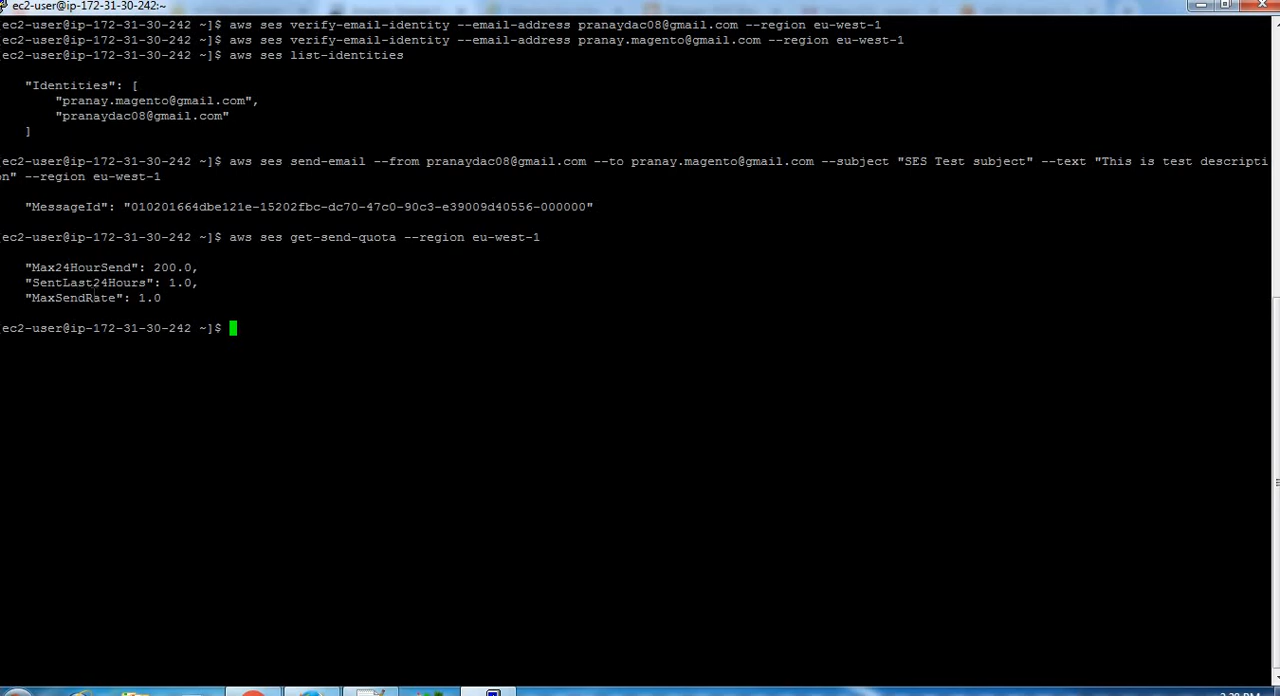 ec2-user@ip-172-31-30-242:~
ec2-user@ip-172-31-30-242 ~]$ aws ses verify-email-identity --email-address pranaydac08@gmail.com --region eu-west-1
ec2-user@ip-172-31-30-242 ~]$ aws ses verify-email-identity --email-address pranay.magento@gmail.com --region eu-west-1
ec2-user@ip-172-31-30-242 ~]$ aws ses list-identities
"Identities": [
"pranay.magento@gmail.com",
"pranaydac08@gmail.com"
]
ec2-user@ip-172-31-30-242 ~]$ aws ses send-email --from pranaydac08@gmail.com --to pranay.magento@gmail.com --subject "SES Test subject" --text "This is test descripti
on" --region eu-west-1
"MessageId": "010201664dbe121e-15202fbc-dc70-47c0-90c3-e39009d40556-000000"
ec2-user@ip-172-31-30-242 ~]$ aws ses get-send-quota --region eu-west-1
"Max24HourSend": 200.0,
"SentLast24Hours": 1.0,
"MaxSendRate": 1.0
ec2-user@ip-172-31-30-242 ~]$